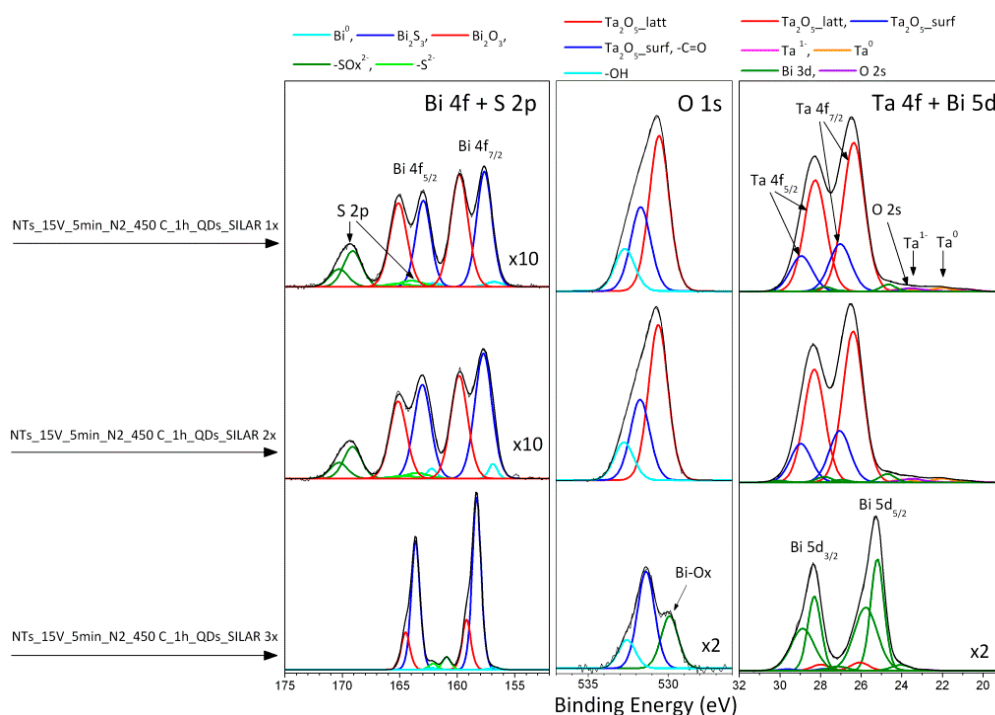 Bi⁰, Bi₂S₃, Bi₂O₃,
-SOx²⁻, -S²⁻
Ta₂O₅_latt
Ta₂O₅_surf, -C=O
-OH
Ta₂O₅_latt, Ta₂O₅_surf
Ta¹⁻, Ta⁰
Bi 3d, O 2s
Bi 4f + S 2p
O 1s
Ta 4f + Bi 5d
Bi 4f₇/₂
Bi 4f₅/₂
S 2p
x10
Ta 4f₇/₂
Ta 4f₅/₂
O 2s
Ta¹⁻
Ta⁰
NTs_15V_5min_N2_450 C_1h_QDs_SILAR 1x
NTs_15V_5min_N2_450 C_1h_QDs_SILAR 2x
x10
NTs_15V_5min_N2_450 C_1h_QDs_SILAR 3x
Bi-Ox
x2
Bi 5d₅/₂
Bi 5d₃/₂
x2
175 170 165 160 155
535 530
32 28 26 24 22 20
Binding Energy (eV)